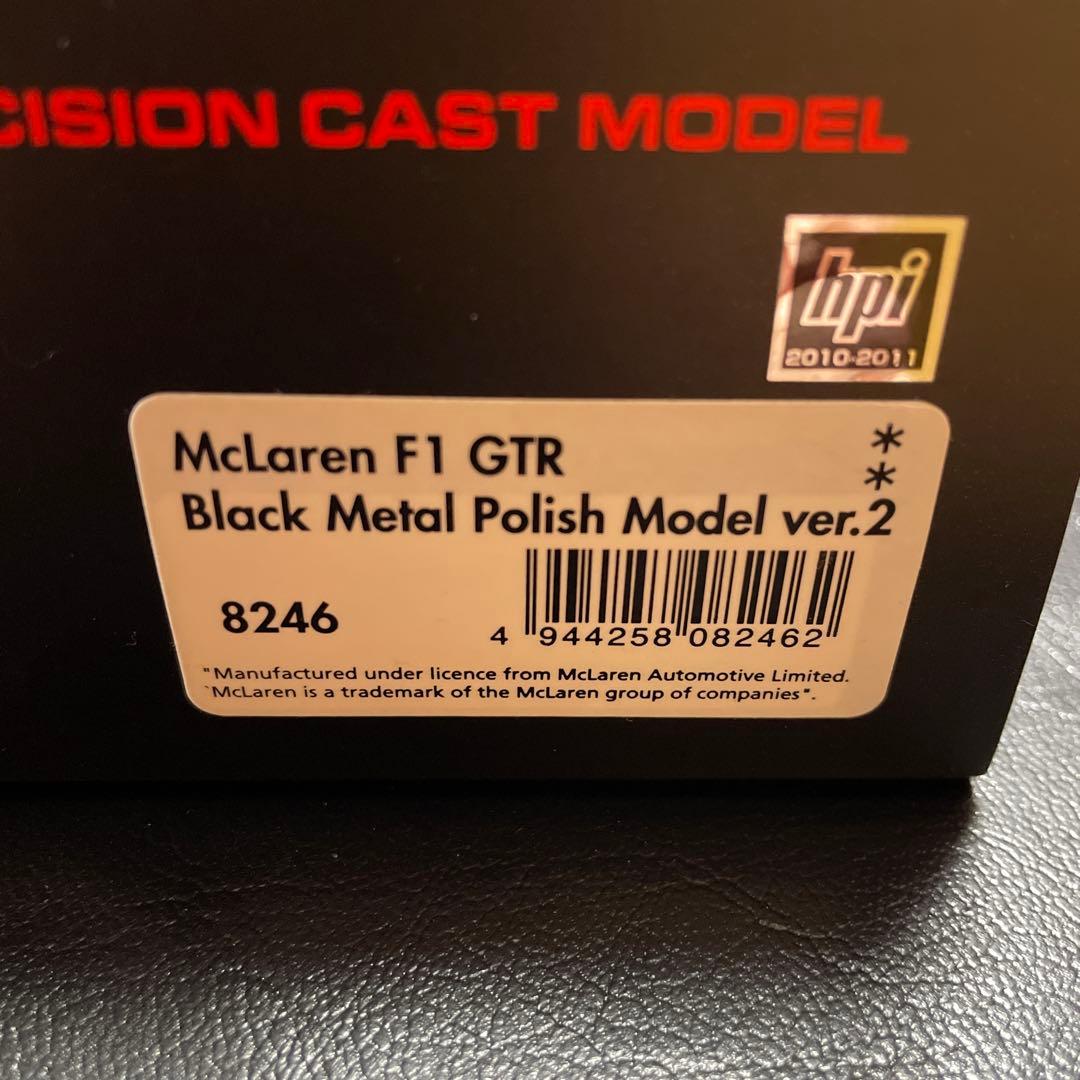 CISION CAST MODEL
hpi
2010-2011
McLaren F1 GTR *
*
Black Metal Polish Model ver.2
8246
4 944258 082462
"Manufactured under licence from McLaren Automotive Limited.
`McLaren is a trademark of the McLaren group of companies".